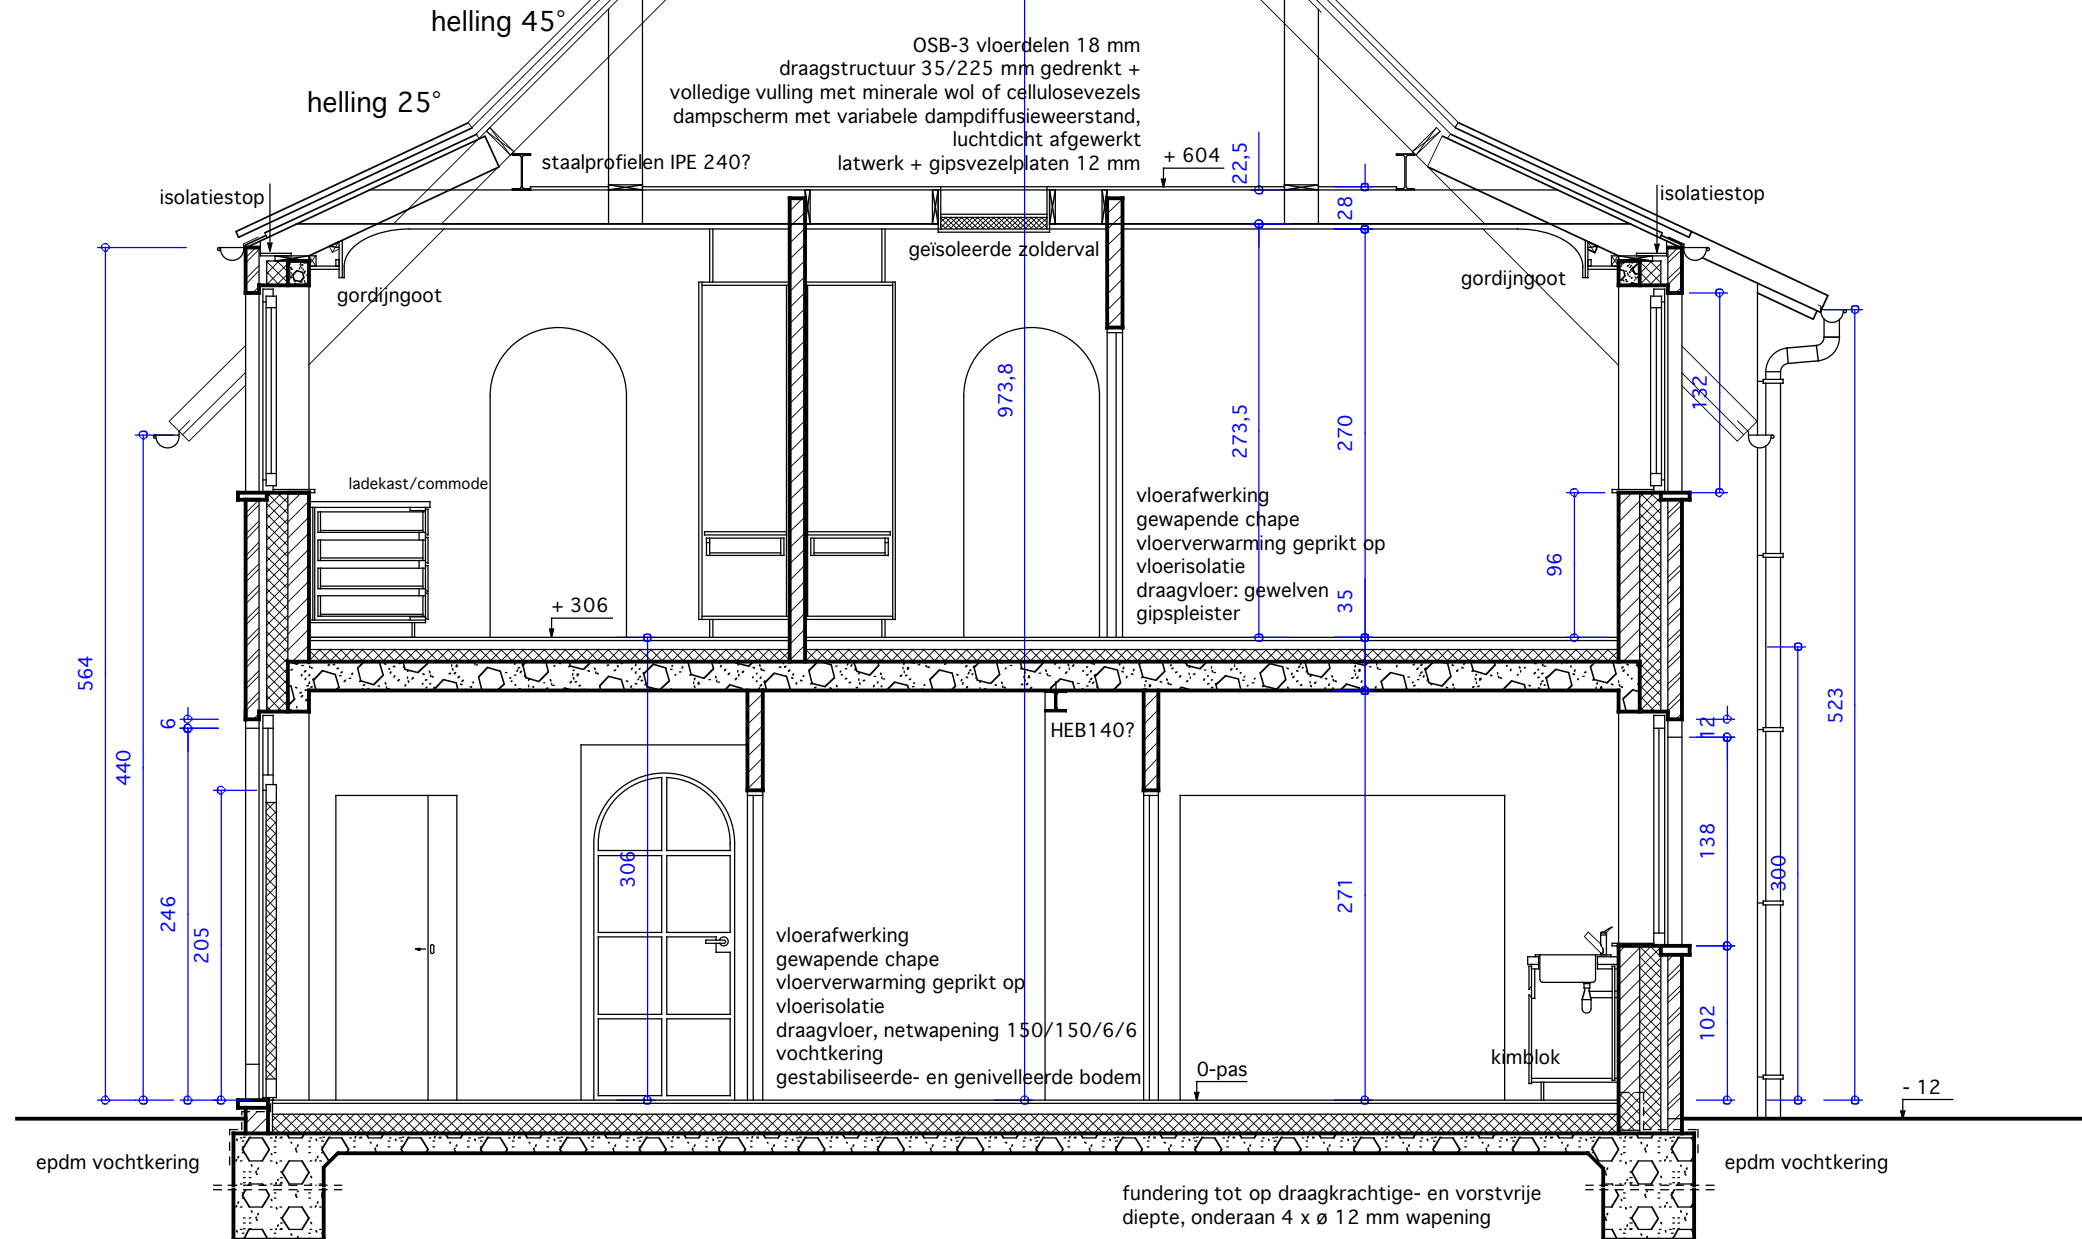 helling 45°
OSB-3 vloerdelen 18 mm
draagstructuur 35/225 mm gedrenkt +
volledige vulling met minerale wol of cellulosevezels
dampscherm met variabele dampdiffusieweerstand,
luchtdicht afgewerkt
latwerk + gipsvezelplaten 12 mm
helling 25°
staalprofielen IPE 240?
+ 604
22,5
28
isolatiestop
isolatiestop
geïsoleerde zolderval
gordijngoot
gordijngoot
973,8
273,5
270
132
ladekast/commode
vloerafwerking
gewapende chape
vloerverwarming geprikt op
vloerisolatie
draagvloer: gewelven
gipspleister
96
35
+ 306
564
440
6
246
205
HEB140?
12
523
306
271
138
300
102
vloerafwerking
gewapende chape
vloerverwarming geprikt op
vloerisolatie
draagvloer, netwapening 150/150/6/6
vochtkering
gestabiliseerde- en genivelleerde bodem
kimblok
0-pas
- 12
epdm vochtkering
epdm vochtkering
fundering tot op draagkrachtige- en vorstvrije
diepte, onderaan 4 x ø 12 mm wapening